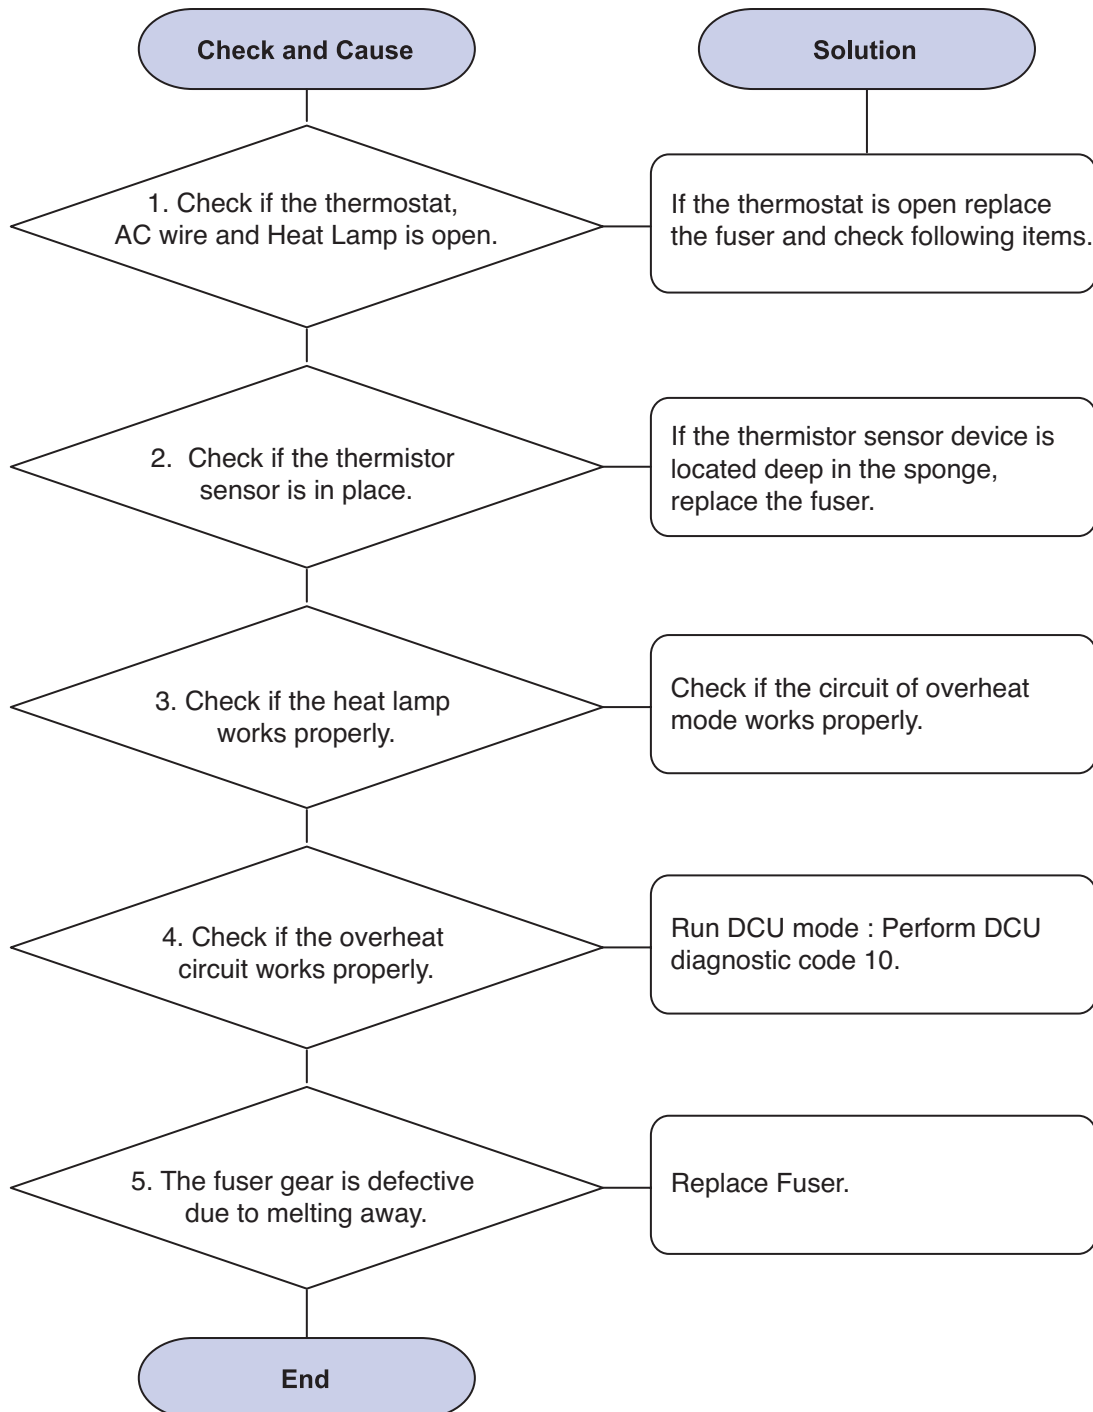 Check and Cause
Solution
1. Check if the thermostat,
AC wire and Heat Lamp is open.
If the thermostat is open replace
the fuser and check following items.
2.  Check if the thermistor
sensor is in place.
If the thermistor sensor device is
located deep in the sponge,
replace the fuser.
3. Check if the heat lamp
works properly.
Check if the circuit of overheat
mode works properly.
4. Check if the overheat
circuit works properly.
Run DCU mode : Perform DCU
diagnostic code 10.
5. The fuser gear is defective
due to melting away.
Replace Fuser.
End